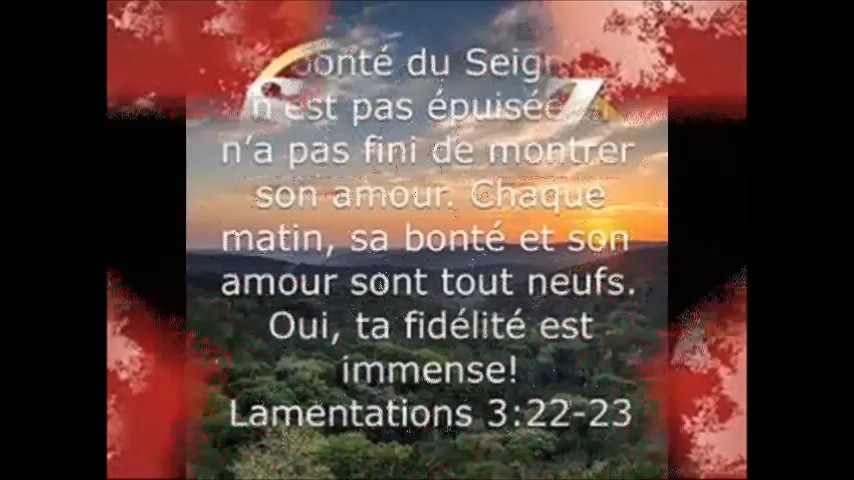 bonté du
n'est pas épuisée
n'a pas fini de montrer
son amour. Chaque
matin, sa bonté et son
amour sont tout neufs.
Oui, ta fidélité est
immense!
Lamentations 3:22-23